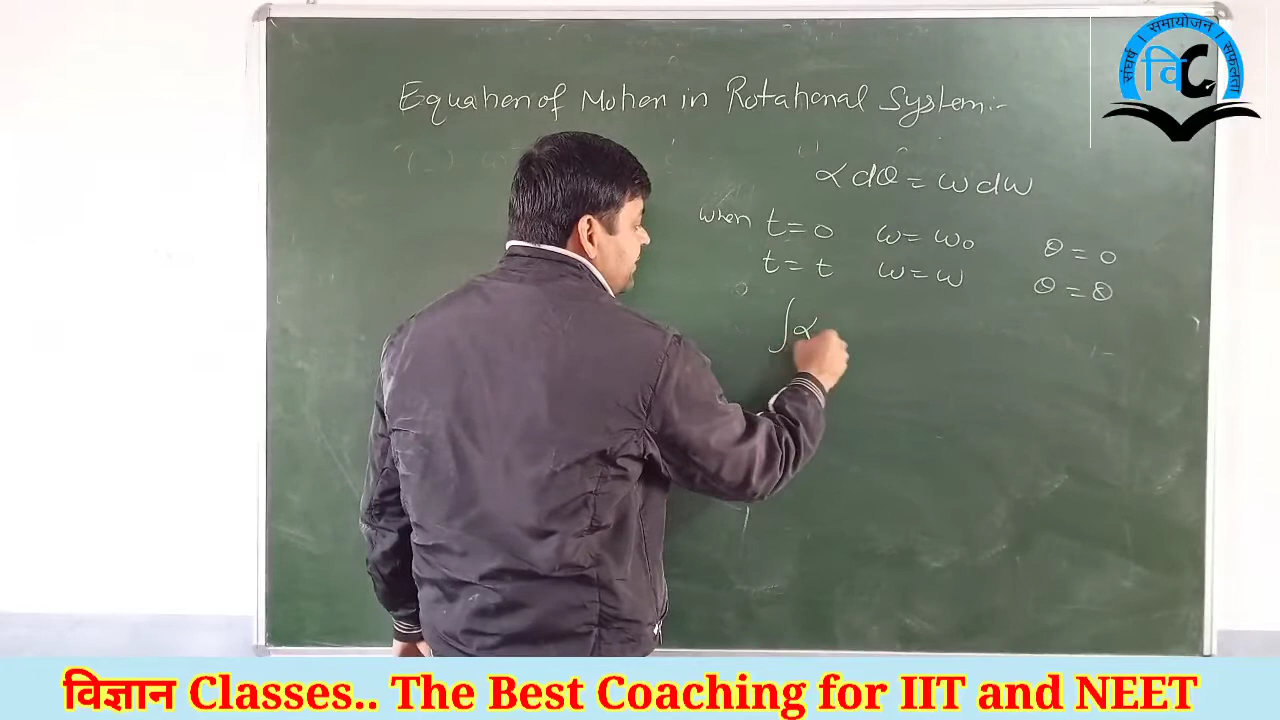 संघर्ष । समायोजन । सफलता
विC
Equation of Motion in Rotational System:-
α dθ = ω dω
when t = 0 ω = ω₀ θ = 0
t = t ω = ω θ = θ
∫α
विज्ञान Classes.. The Best Coaching for IIT and NEET